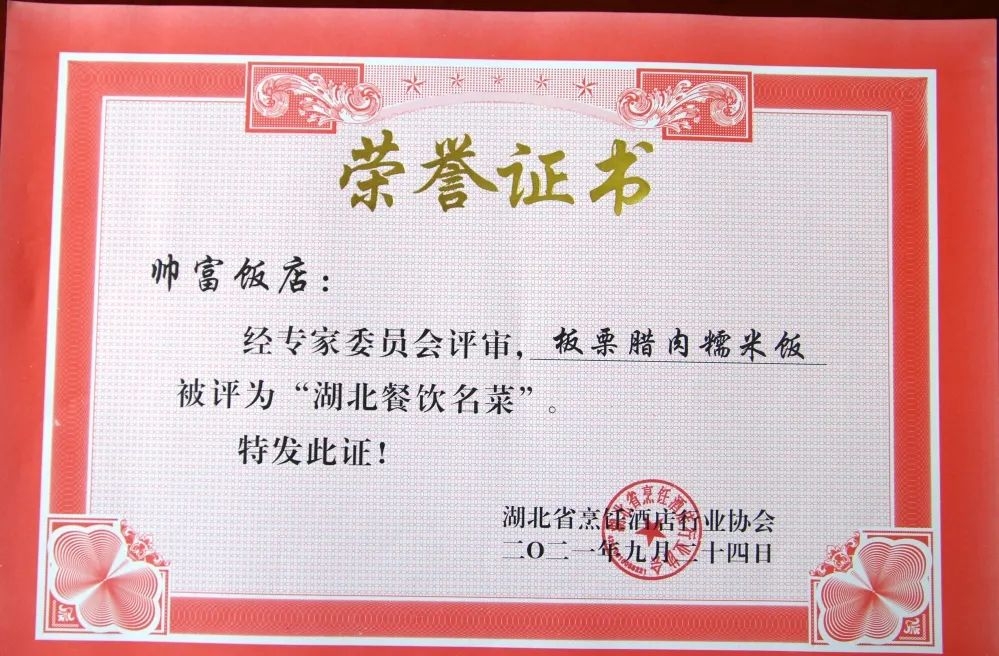 荣誉证书
帅富饭店：
经专家委员会评审，板栗腊肉糯米饭
被评为“湖北餐饮名菜”。
特发此证！
湖北省烹饪酒店行业协会
二〇二一年九月二十四日